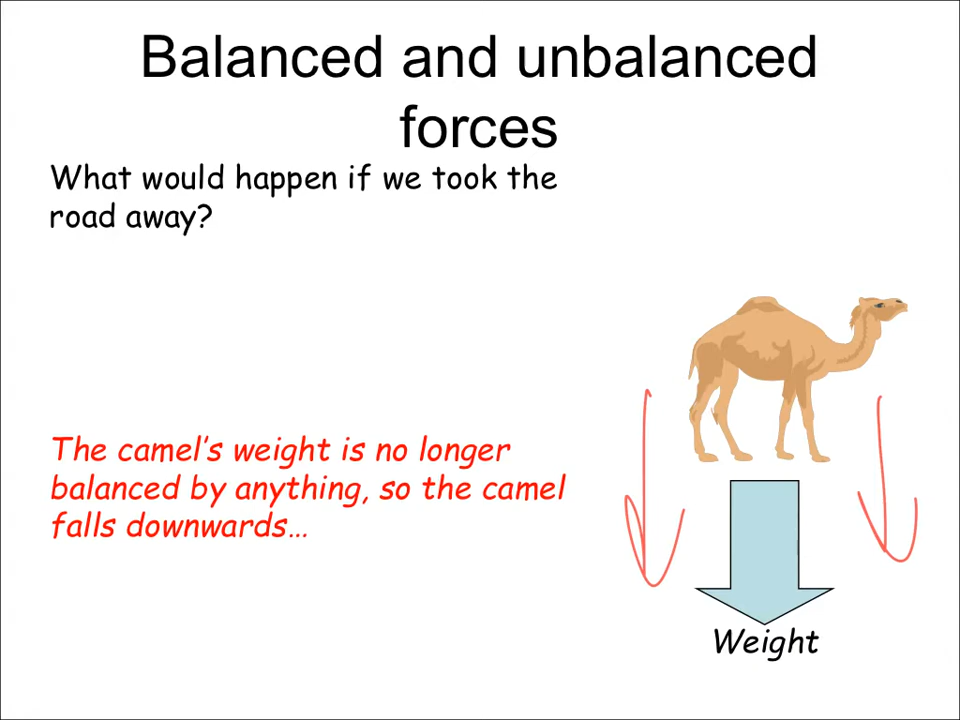 Balanced and unbalanced
forces
What would happen if we took the
road away?
The camel’s weight is no longer
balanced by anything, so the camel
falls downwards…
Weight